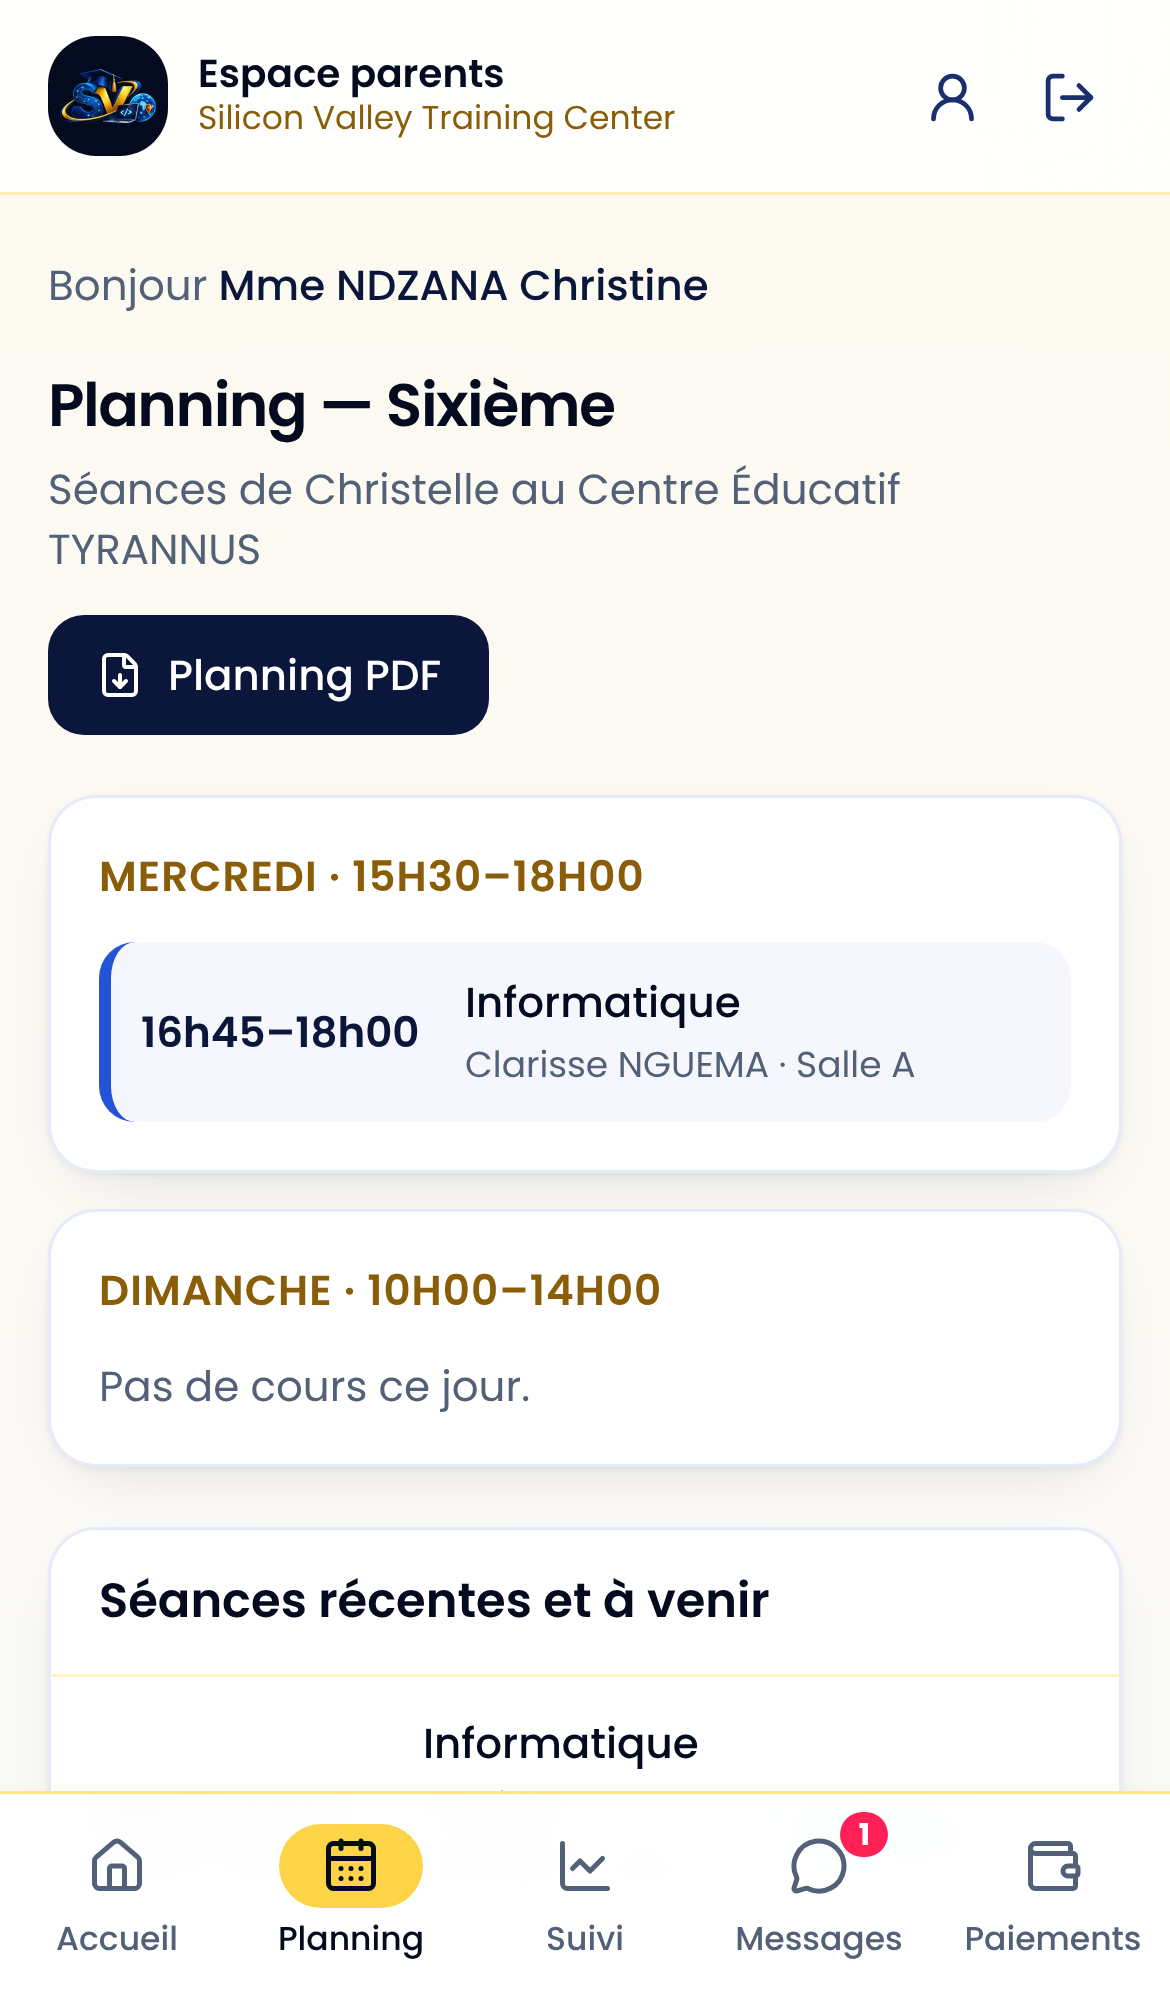 SV
Espace parents
Silicon Valley Training Center
Bonjour Mme NDZANA Christine
Planning — Sixième
Séances de Christelle au Centre Éducatif
TYRANNUS
Planning PDF
MERCREDI · 15H30–18H00
16h45–18h00
Informatique
Clarisse NGUEMA · Salle A
DIMANCHE · 10H00–14H00
Pas de cours ce jour.
Séances récentes et à venir
Informatique
1
Accueil
Planning
Suivi
Messages
Paiements